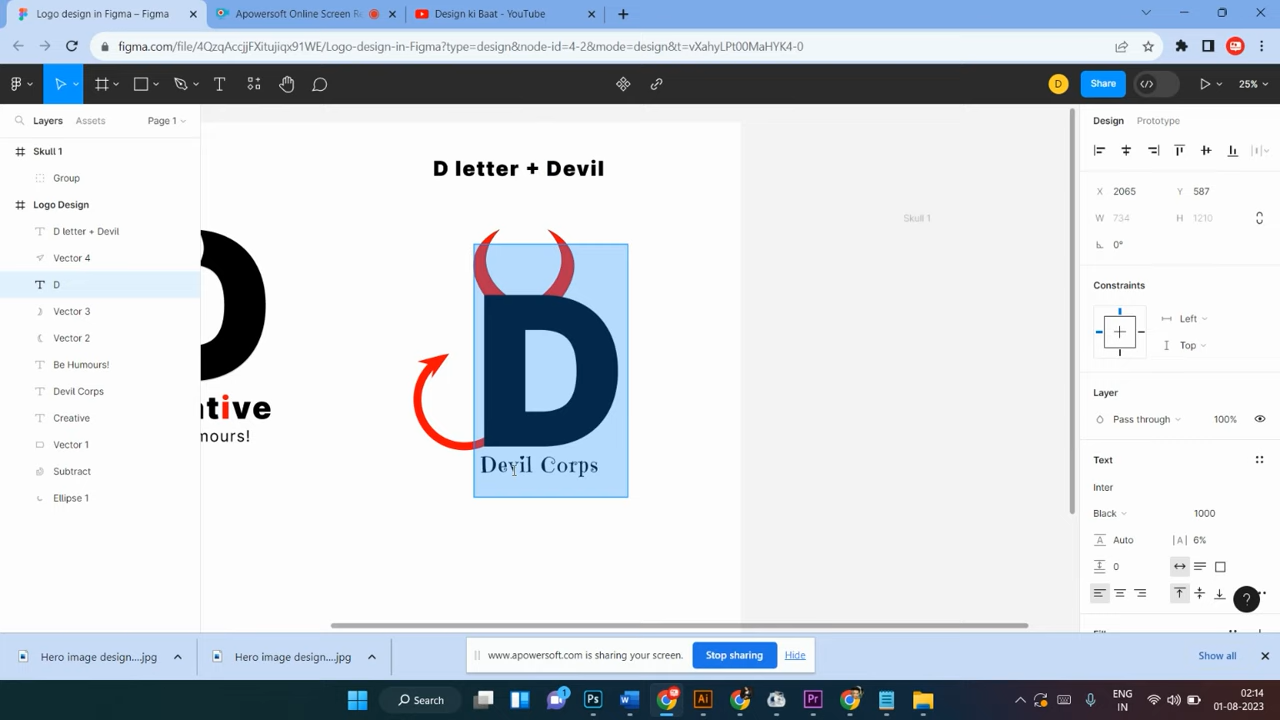 Logo design in Figma – Figma
Apowersoft Online Screen Re
Design ki Baat - YouTube
figma.com/file/4QzqAccjjFXitujiqx91WE/Logo-design-in-Figma?type=design&node-id=4-2&mode=design&t=vXahyLPt00MaHYK4-0
D
Share
25%
Layers
Assets
Page 1
Design
Prototype
Skull 1
Group
Logo Design
D letter + Devil
Vector 4
D
Vector 3
Vector 2
Be Humours!
Devil Corps
Creative
Vector 1
Subtract
Ellipse 1
D letter + Devil
Skull 1
D
Devil Corps
tive
mours!
X 2065
Y 587
W 734
H 1210
0°
Constraints
Left
Top
Layer
Pass through
100%
Text
Inter
Black
1000
Auto
6%
0
?
Hero image design....jpg
Hero image design....jpg
www.apowersoft.com is sharing your screen.
Stop sharing
Hide
Show all
Search
1
ENG
IN
02:14
01-08-2023